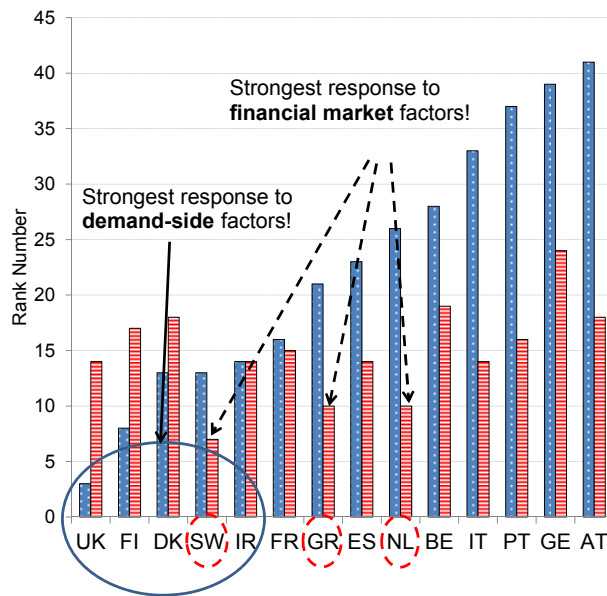 45
40
35
30
25
20
15
10
5
0
Rank Number
Strongest response to
financial market factors!
Strongest response to
demand-side factors!
UK FI DK SW IR FR GR ES NL BE IT PT GE AT